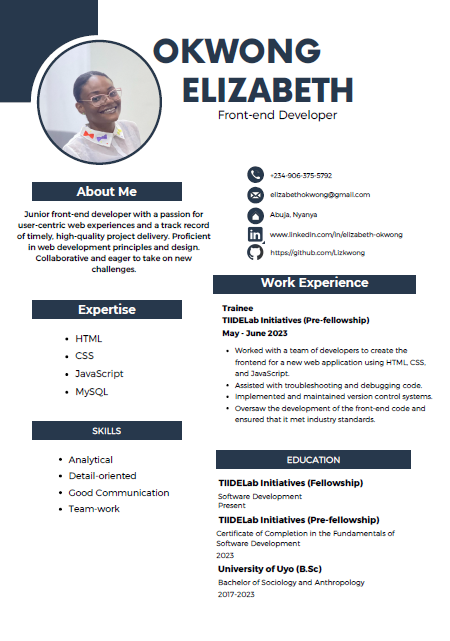 OKWONG
ELIZABETH
Front-end Developer
About Me
Junior front-end developer with a passion for
user-centric web experiences and a track record
of timely, high-quality project delivery. Proficient
in web development principles and design.
Collaborative and eager to take on new
challenges.
Expertise
• HTML
• CSS
• JavaScript
• MySQL
SKILLS
• Analytical
• Detail-oriented
• Good Communication
• Team-work
+234-906-375-5792
elizabethokwong@gmail.com
Abuja, Nyanya
www.linkedin.com/in/elizabeth-okwong
https://github.com/Lizkwong
Work Experience
Trainee
TIIDELab Initiatives (Pre-fellowship)
May - June 2023
• Worked with a team of developers to create the
frontend for a new web application using HTML, CSS,
and JavaScript.
• Assisted with troubleshooting and debugging code.
• Implemented and maintained version control systems.
• Oversaw the development of the front-end code and
ensured that it met industry standards.
EDUCATION
TIIDELab Initiatives (Fellowship)
Software Development
Present
TIIDELab Initiatives (Pre-fellowship)
Certificate of Completion in the Fundamentals of
Software Development
2023
University of Uyo (B.Sc)
Bachelor of Sociology and Anthropology
2017-2023